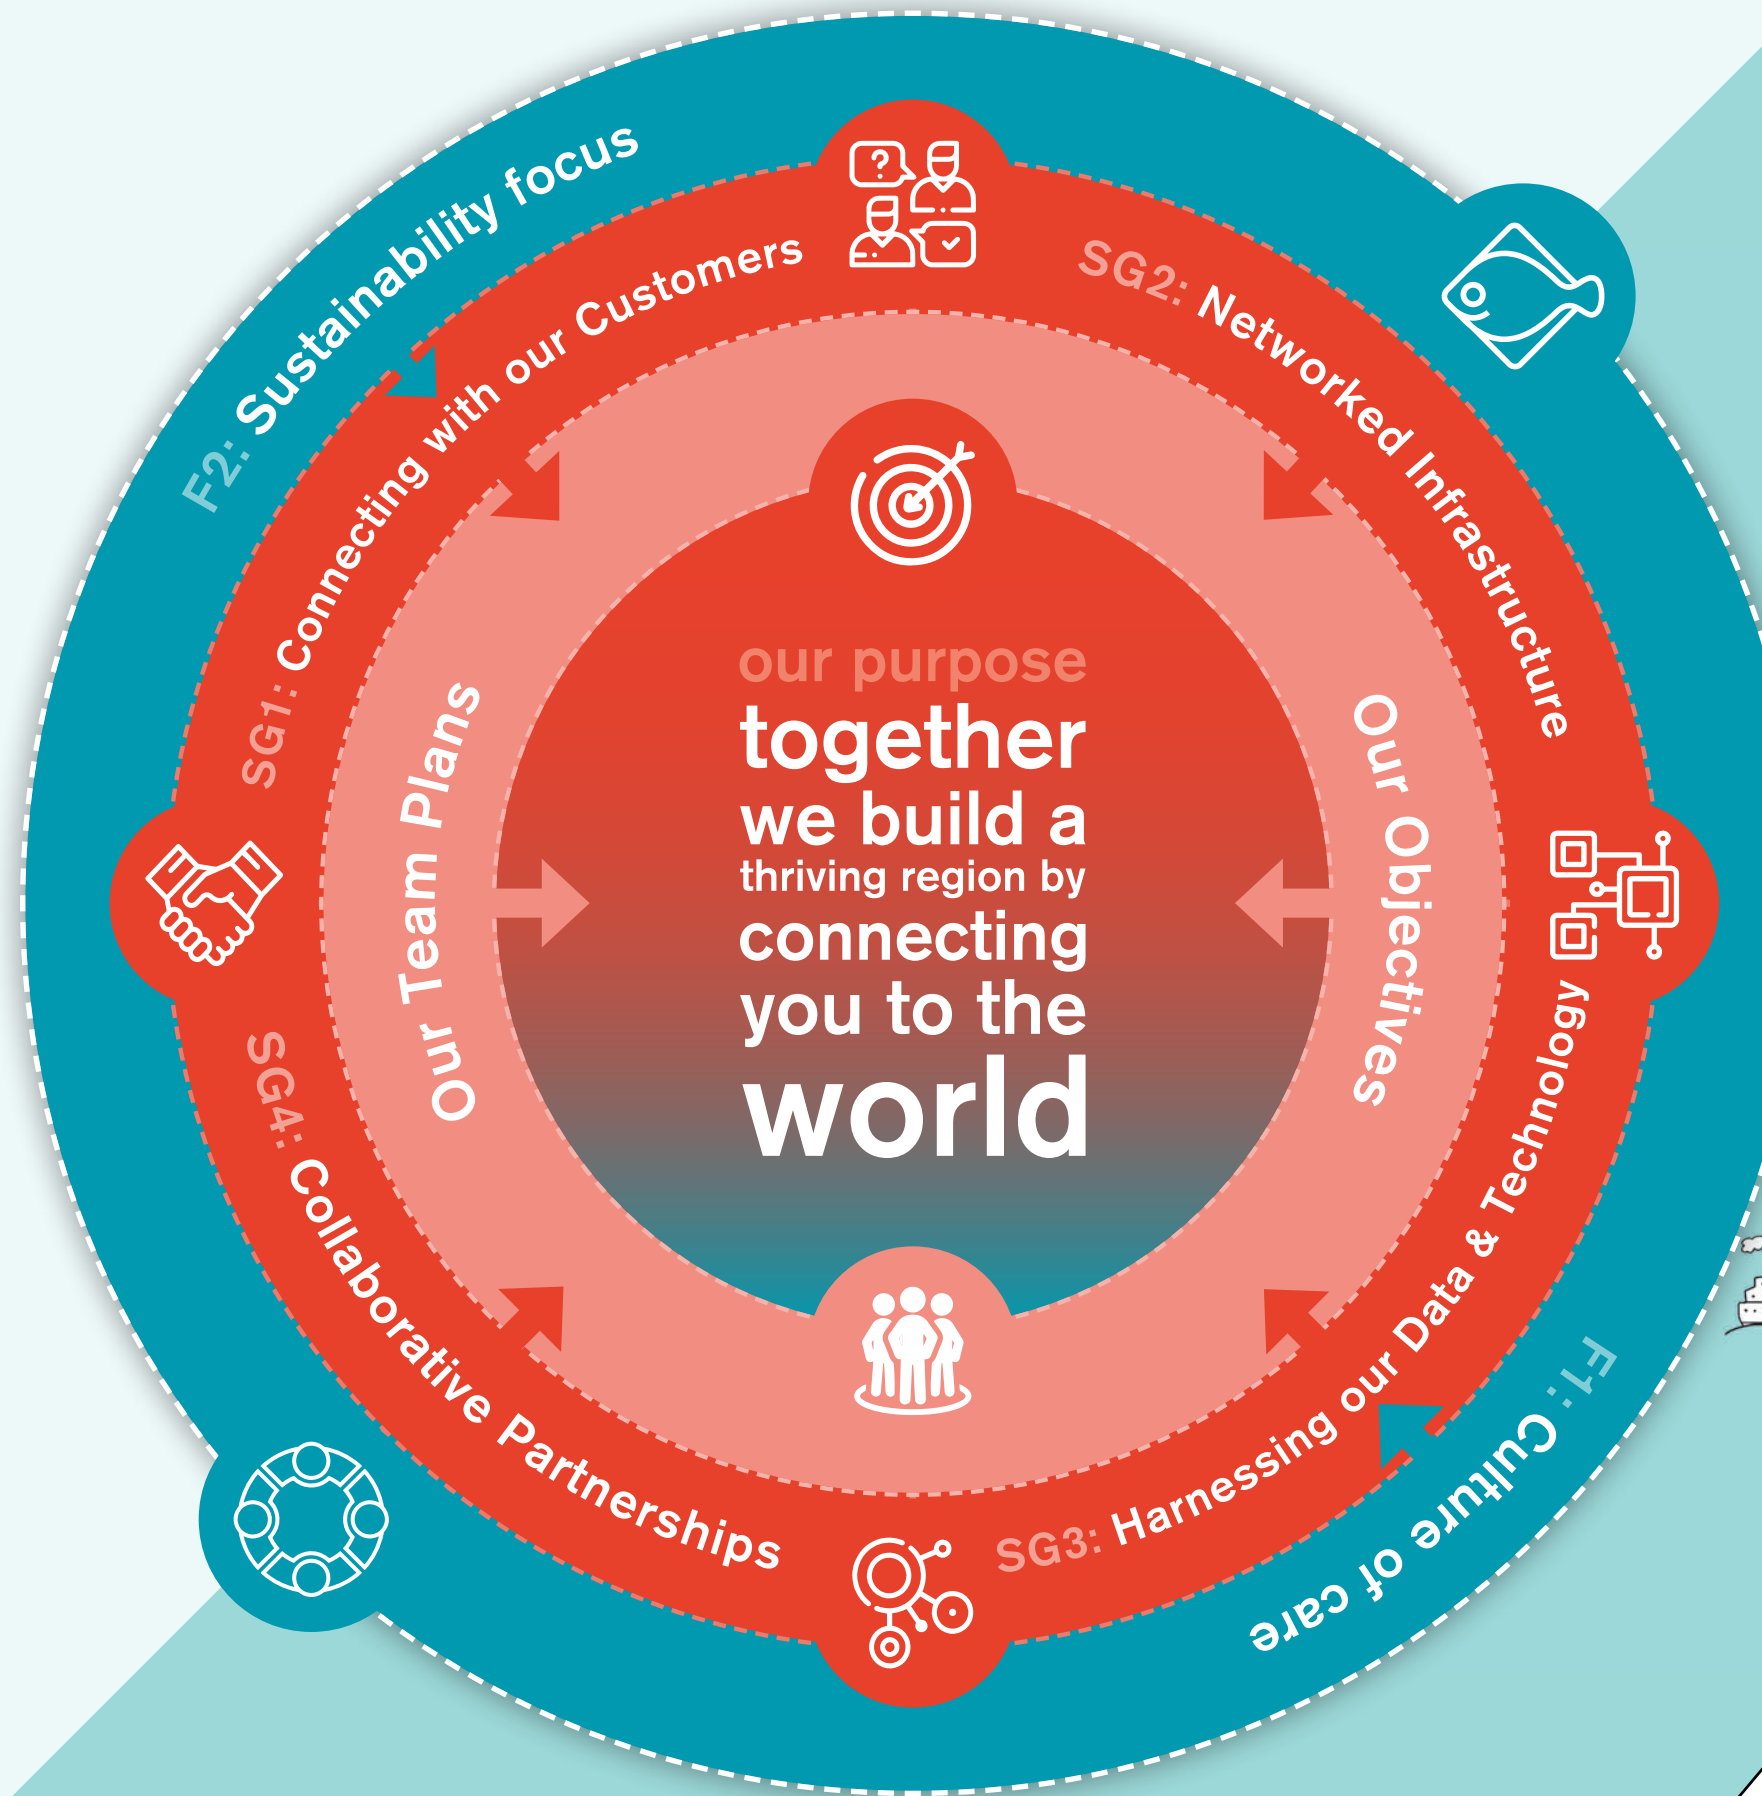 F2: Sustainability focus
SG1: Connecting with our Customers
SG2: Networked Infrastructure
Our Team Plans
our purpose
together
we build a
thriving region by
connecting
you to the
world
Our Objectives
SG4: Collaborative Partnerships
SG3: Harnessing our Data & Technology
F1: Culture of care
?